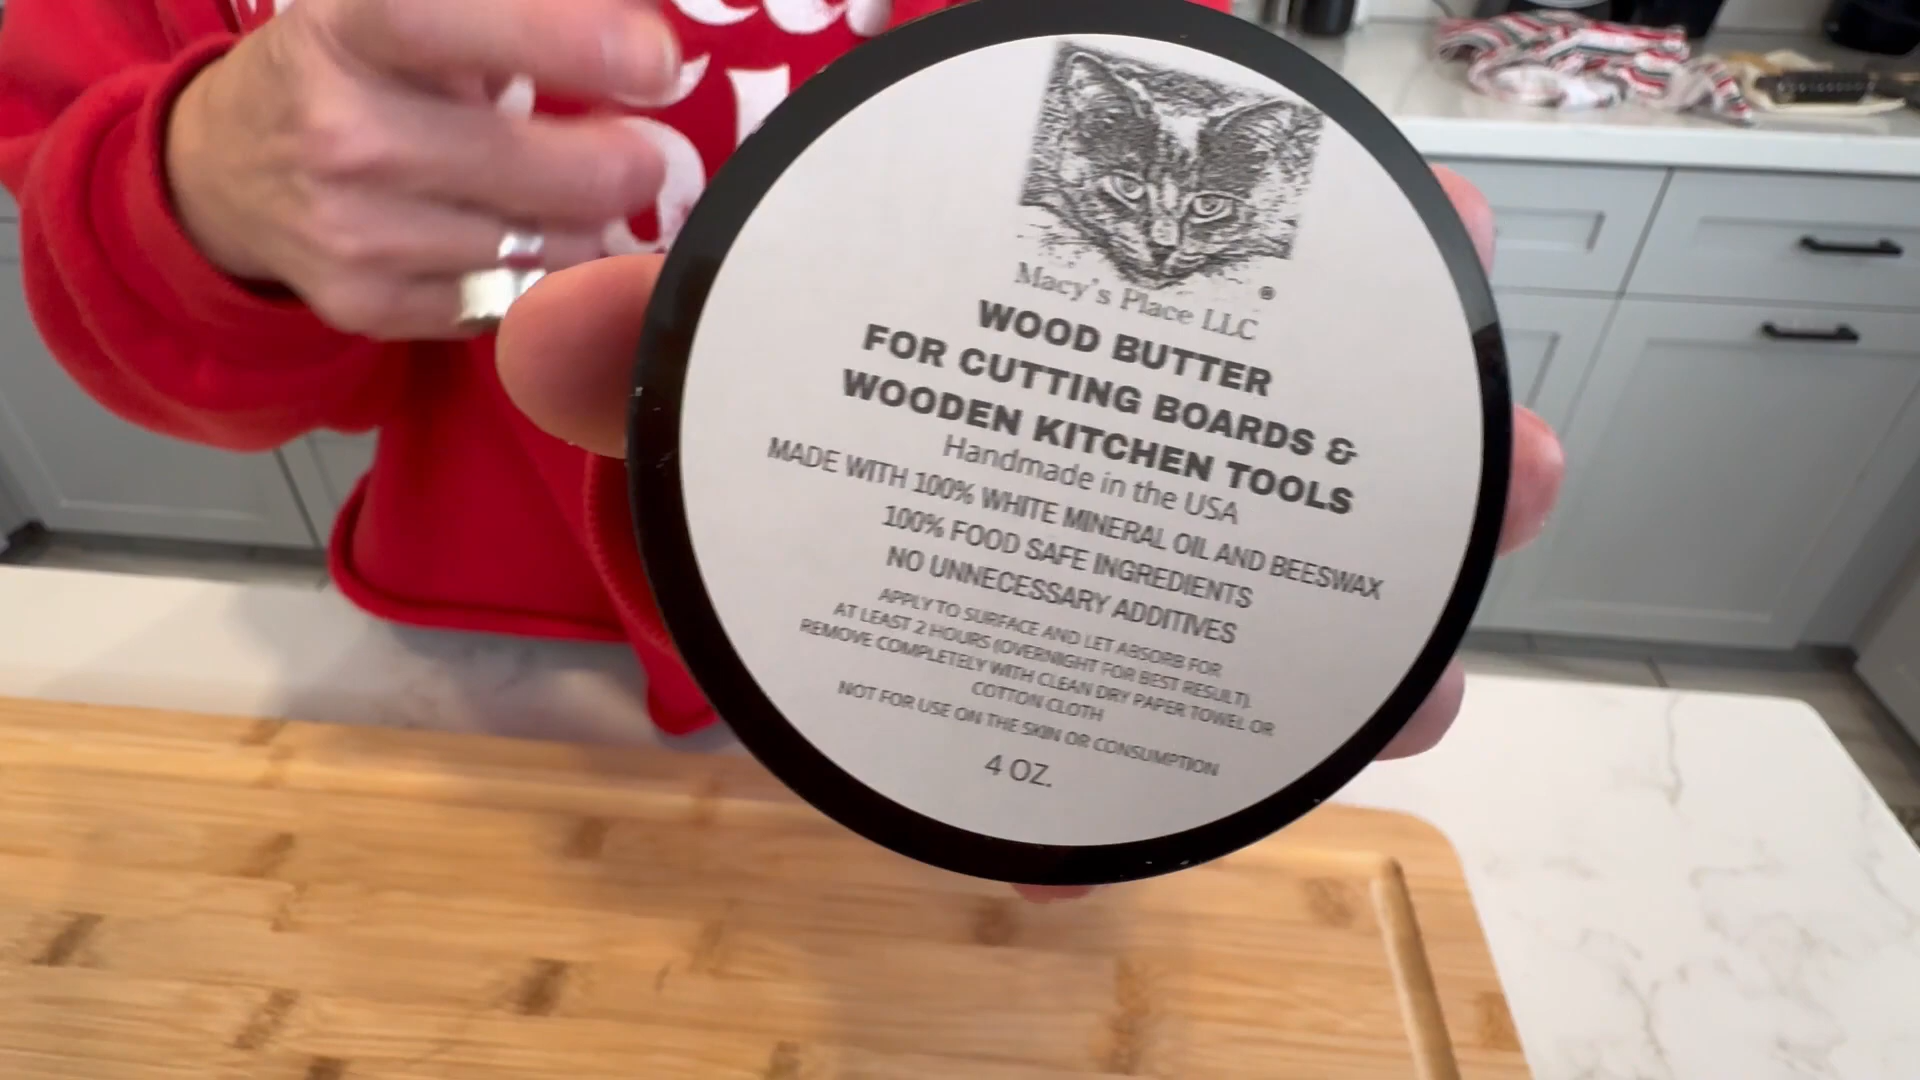 Macy's Place LLC
®
WOOD BUTTER
FOR CUTTING BOARDS &
WOODEN KITCHEN TOOLS
Handmade in the USA
MADE WITH 100% WHITE MINERAL OIL AND BEESWAX
100% FOOD SAFE INGREDIENTS
NO UNNECESSARY ADDITIVES
APPLY TO SURFACE AND LET ABSORB FOR
AT LEAST 2 HOURS (OVERNIGHT FOR BEST RESULT).
REMOVE COMPLETELY WITH CLEAN DRY PAPER TOWEL OR
COTTON CLOTH
NOT FOR USE ON THE SKIN OR CONSUMPTION
4 OZ.